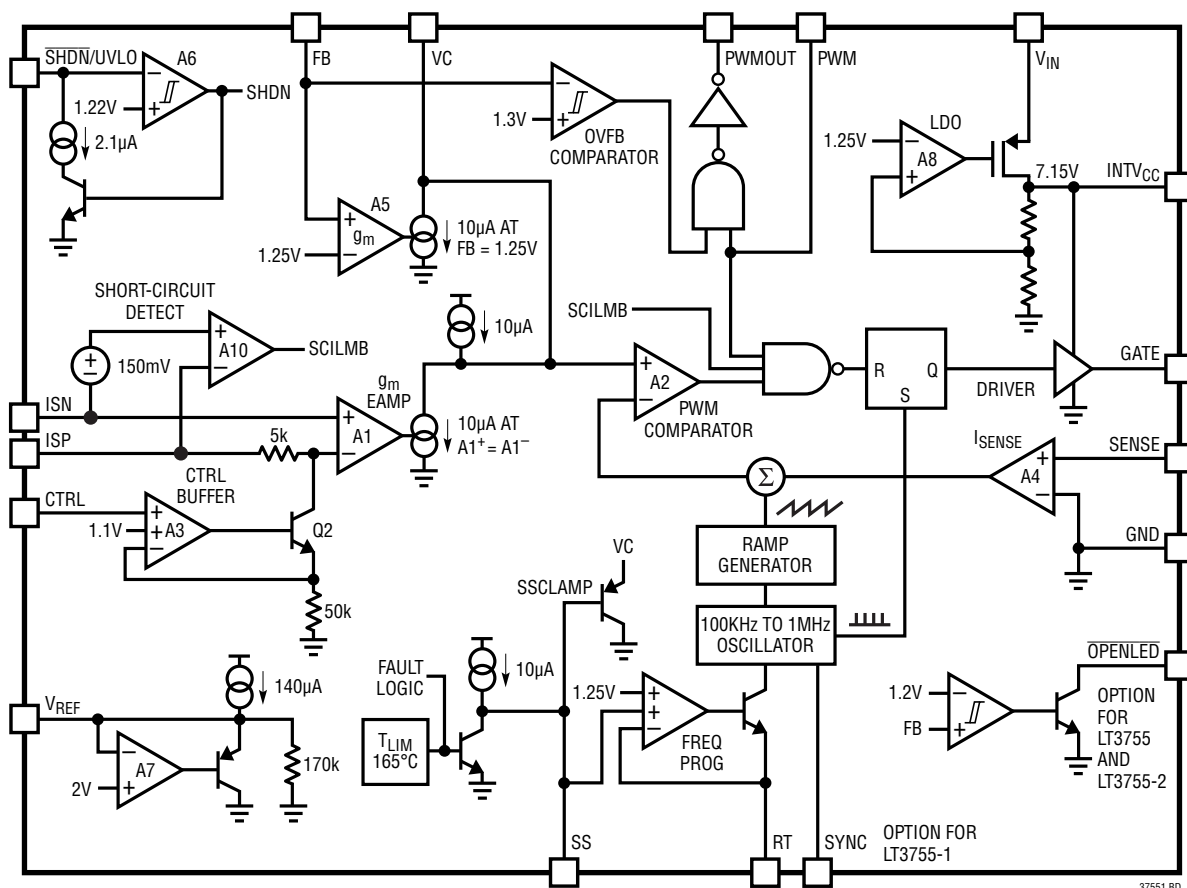 SHDN/UVLO
A6
FB
VC
PWMOUT
PWM
VIN
−
1.22V
+
SHDN
2.1µA
−
1.3V
+
OVFB
COMPARATOR
LDO
1.25V
−
A8
+
7.15V
INTVCC
A5
+
gm
1.25V
−
10µA AT
FB = 1.25V
SHORT-CIRCUIT
DETECT
+
−
150mV
+
A10
−
SCILMB
10µA
SCILMB
ISN
gm
EAMP
+
A1
−
10µA AT
A1+ = A1−
+
A2
−
PWM
COMPARATOR
R
Q
S
DRIVER
GATE
ISP
5k
ISENSE
SENSE
+
A4
−
CTRL
CTRL
BUFFER
+
1.1V
+
A3
−
Q2
50k
Σ
GND
RAMP
GENERATOR
VC
SSCLAMP
100KHz TO 1MHz
OSCILLATOR
OPENLED
140µA
VREF
−
A7
2V
+
170k
FAULT
LOGIC
10µA
TLIM
165°C
1.25V
+
+
−
FREQ
PROG
1.2V
−
FB
+
OPTION
FOR
LT3755
AND
LT3755-2
SS
RT
SYNC
OPTION FOR
LT3755-1
37551 BD